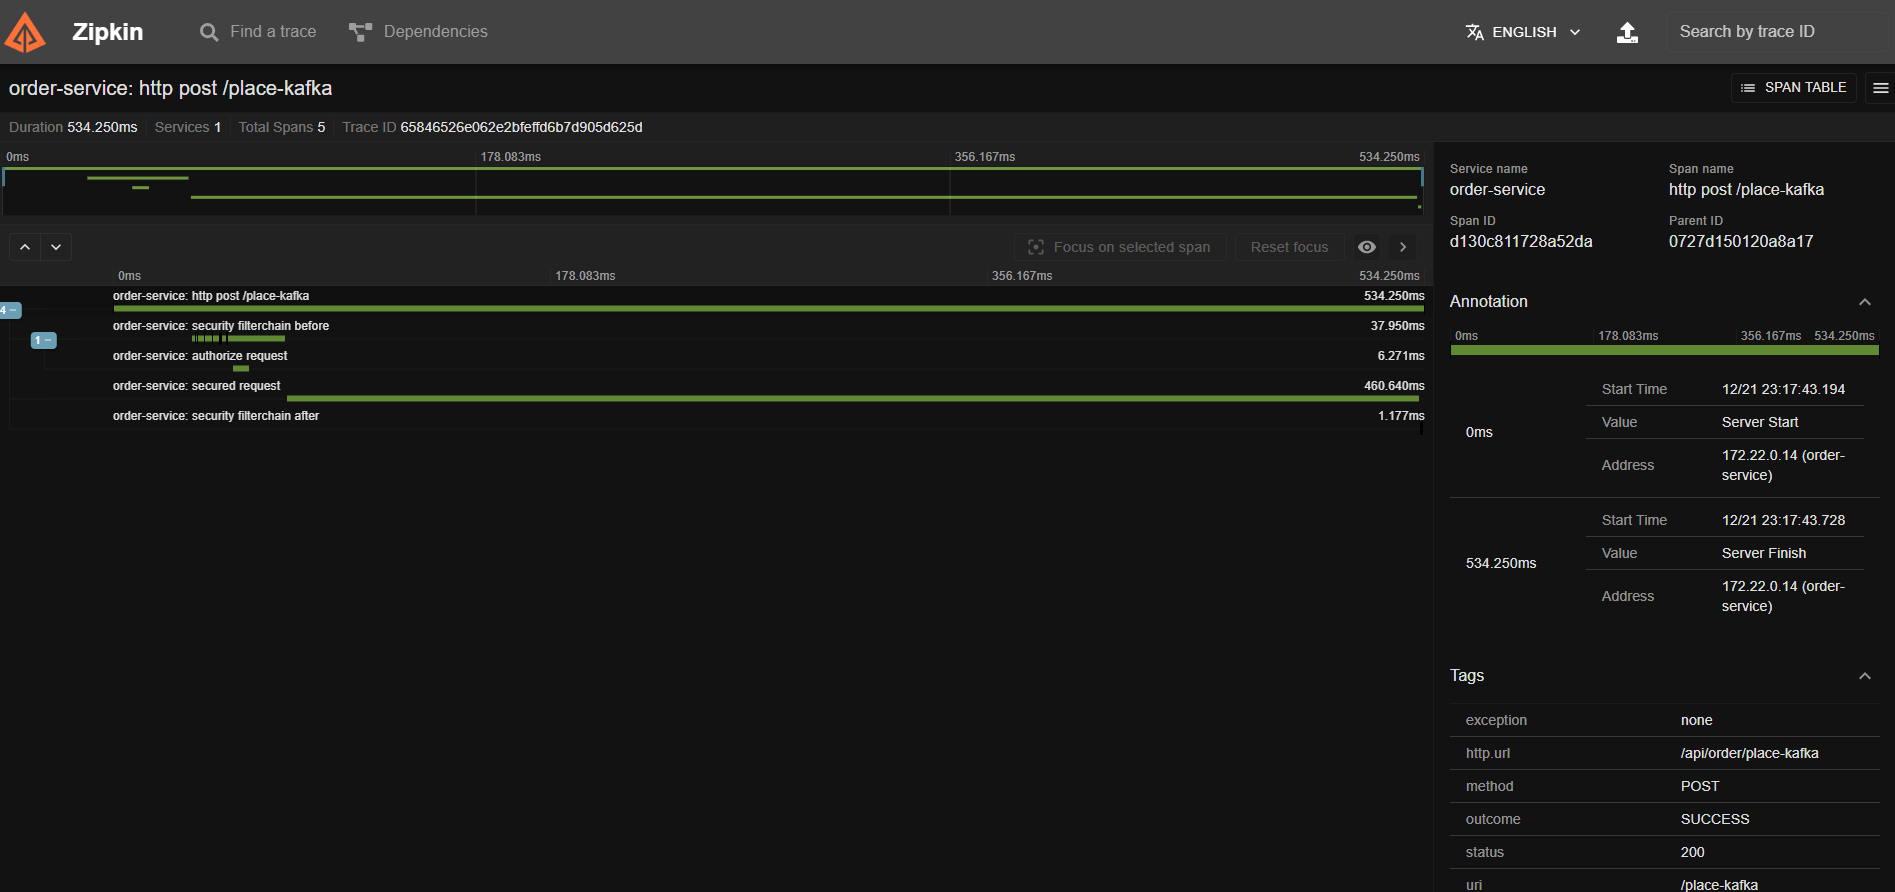 Zipkin
Find a trace
Dependencies
ENGLISH
Search by trace ID
order-service: http post /place-kafka
SPAN TABLE
Duration 534.250ms Services 1 Total Spans 5 Trace ID 65846526e062e2bfeffd6b7d905d625d
0ms 178.083ms 356.167ms 534.250ms
Focus on selected span
Reset focus
0ms 178.083ms 356.167ms 534.250ms
order-service: http post /place-kafka 534.250ms
4 −
order-service: security filterchain before 37.950ms
1 −
order-service: authorize request 6.271ms
order-service: secured request 460.640ms
order-service: security filterchain after 1.177ms
Service name Span name
order-service http post /place-kafka
Span ID Parent ID
d130c811728a52da 0727d150120a8a17
Annotation
0ms 178.083ms 356.167ms 534.250ms
0ms
Start Time 12/21 23:17:43.194
Value Server Start
Address 172.22.0.14 (order-
service)
534.250ms
Start Time 12/21 23:17:43.728
Value Server Finish
Address 172.22.0.14 (order-
service)
Tags
exception none
http.url /api/order/place-kafka
method POST
outcome SUCCESS
status 200
uri /place-kafka